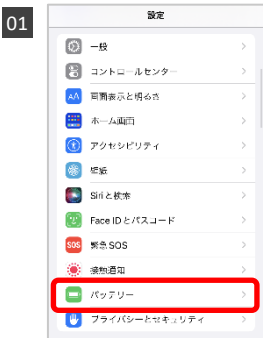 01
設定
一般
コントロールセンター
画面表示と明るさ
ホーム画面
アクセシビリティ
壁紙
Siriと検索
Face IDとパスコード
SOS 緊急SOS
接触通知
バッテリー
プライバシーとセキュリティ